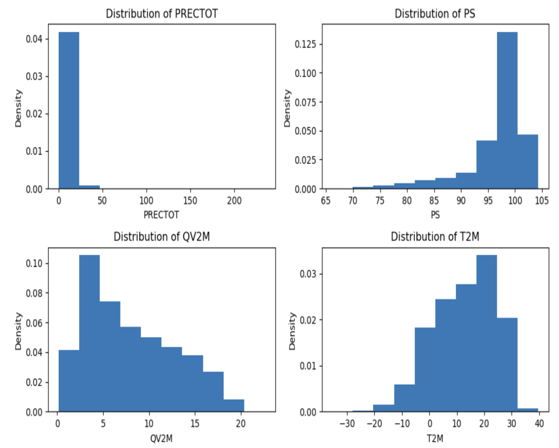 Distribution of PRECTOT
Density
0.04
0.03
0.02
0.01
0.00
0 50 100 150 200
PRECTOT
Distribution of PS
Density
0.125
0.100
0.075
0.050
0.025
0.000
65 70 75 80 85 90 95 100 105
PS
Distribution of QV2M
Density
0.10
0.08
0.06
0.04
0.02
0.00
0 5 10 15 20
QV2M
Distribution of T2M
Density
0.03
0.02
0.01
0.00
−30 −20 −10 0 10 20 30 40
T2M